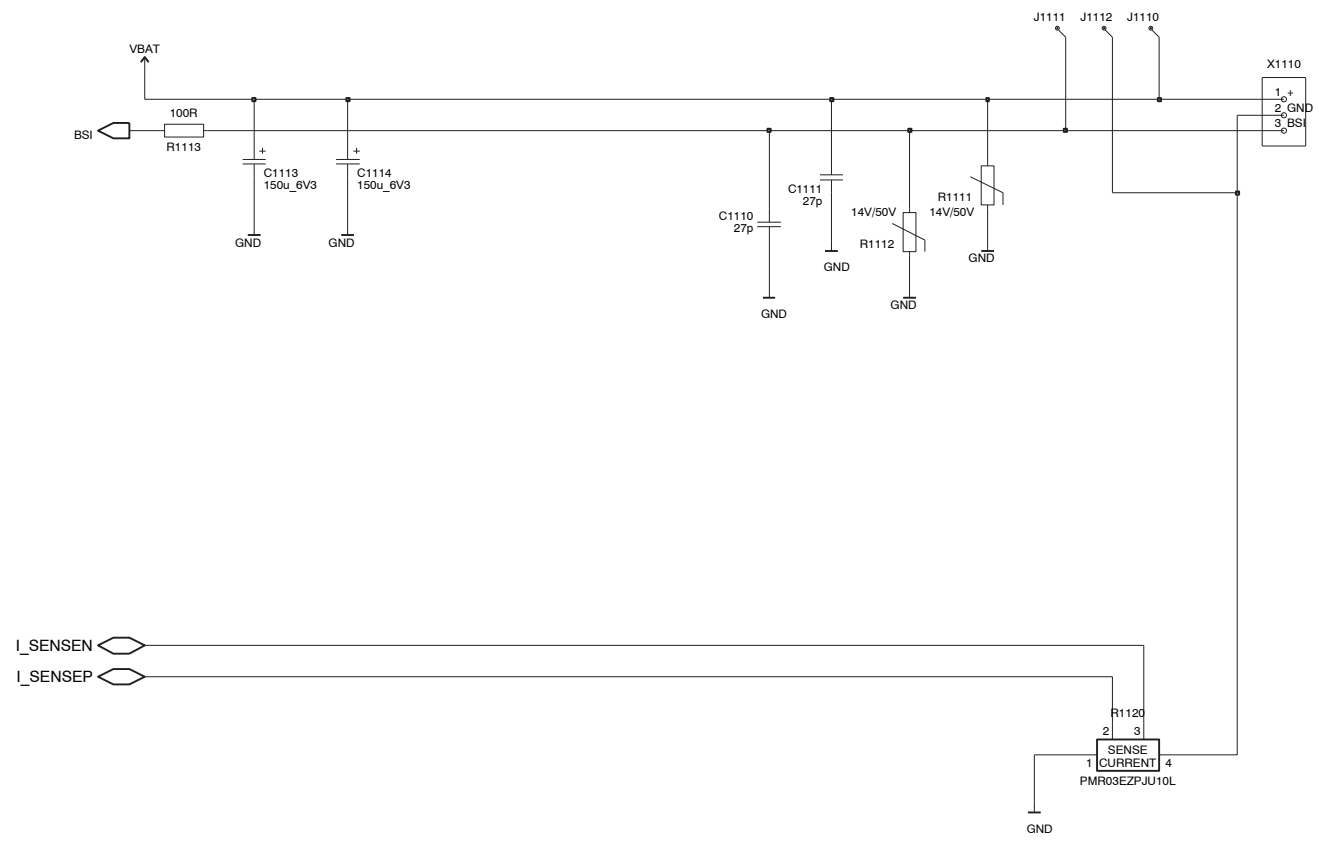 J1111 J1112 J1110
VBAT
X1110
1 +
2 GND
3 BSI
100R
BSI
R1113
C1113
150u_6V3
C1114
150u_6V3
GND
GND
C1111
27p
C1110
27p
14V/50V
R1112
R1111
14V/50V
GND
GND
GND
GND
I_SENSEN
I_SENSEP
R1120
2 3
SENSE
1 CURRENT 4
PMR03EZPJU10L
GND